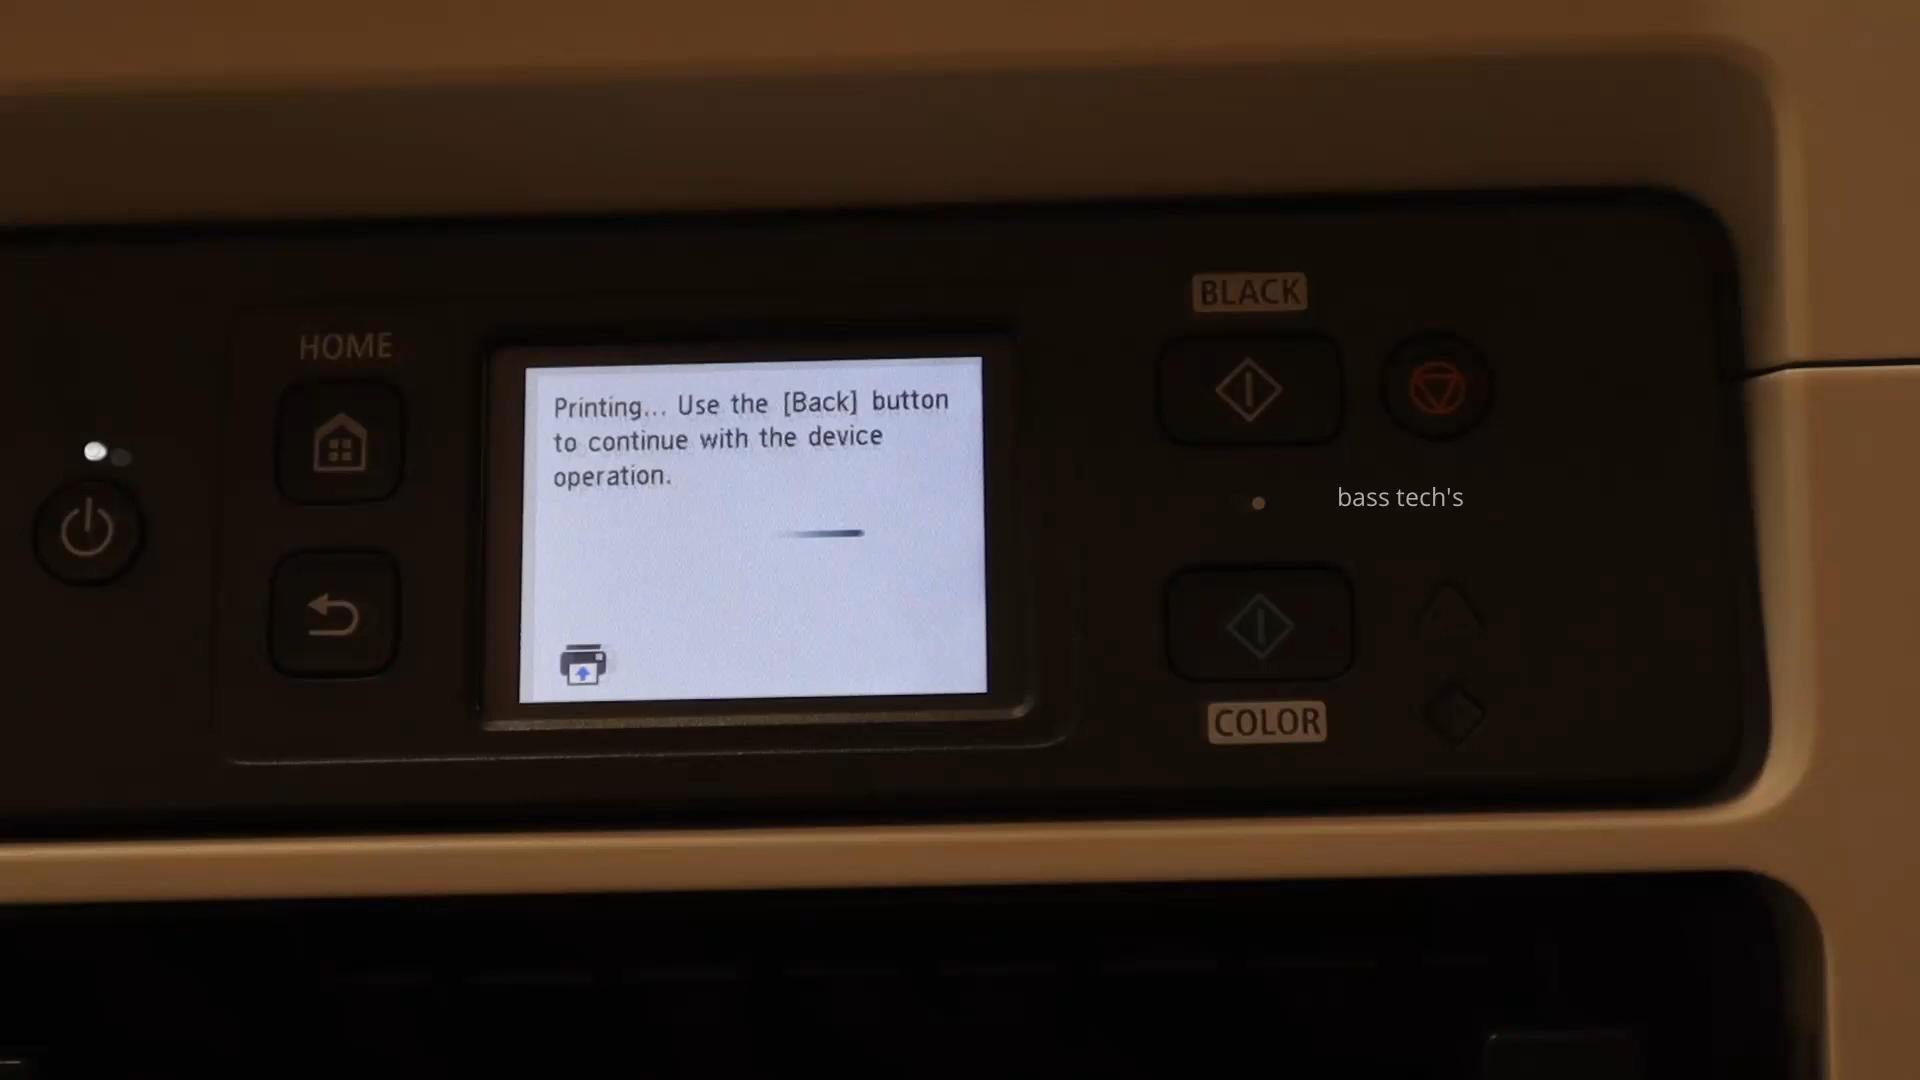 BLACK
HOME
Printing... Use the [Back] button
to continue with the device
operation.
bass tech's
COLOR